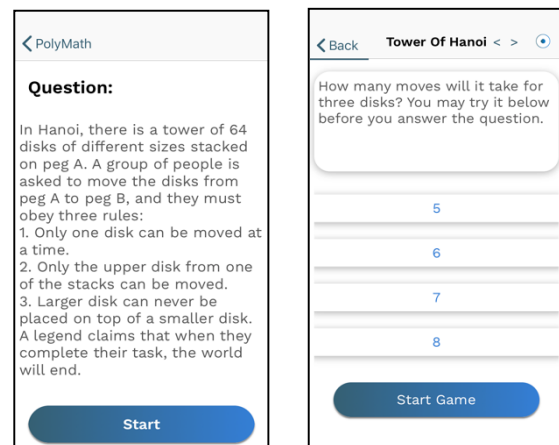 PolyMath
Question:
In Hanoi, there is a tower of 64
disks of different sizes stacked
on peg A. A group of people is
asked to move the disks from
peg A to peg B, and they must
obey three rules:
1. Only one disk can be moved at
a time.
2. Only the upper disk from one
of the stacks can be moved.
3. Larger disk can never be
placed on top of a smaller disk.
A legend claims that when they
complete their task, the world
will end.
Start
Back
Tower Of Hanoi < >
How many moves will it take for
three disks? You may try it below
before you answer the question.
5
6
7
8
Start Game